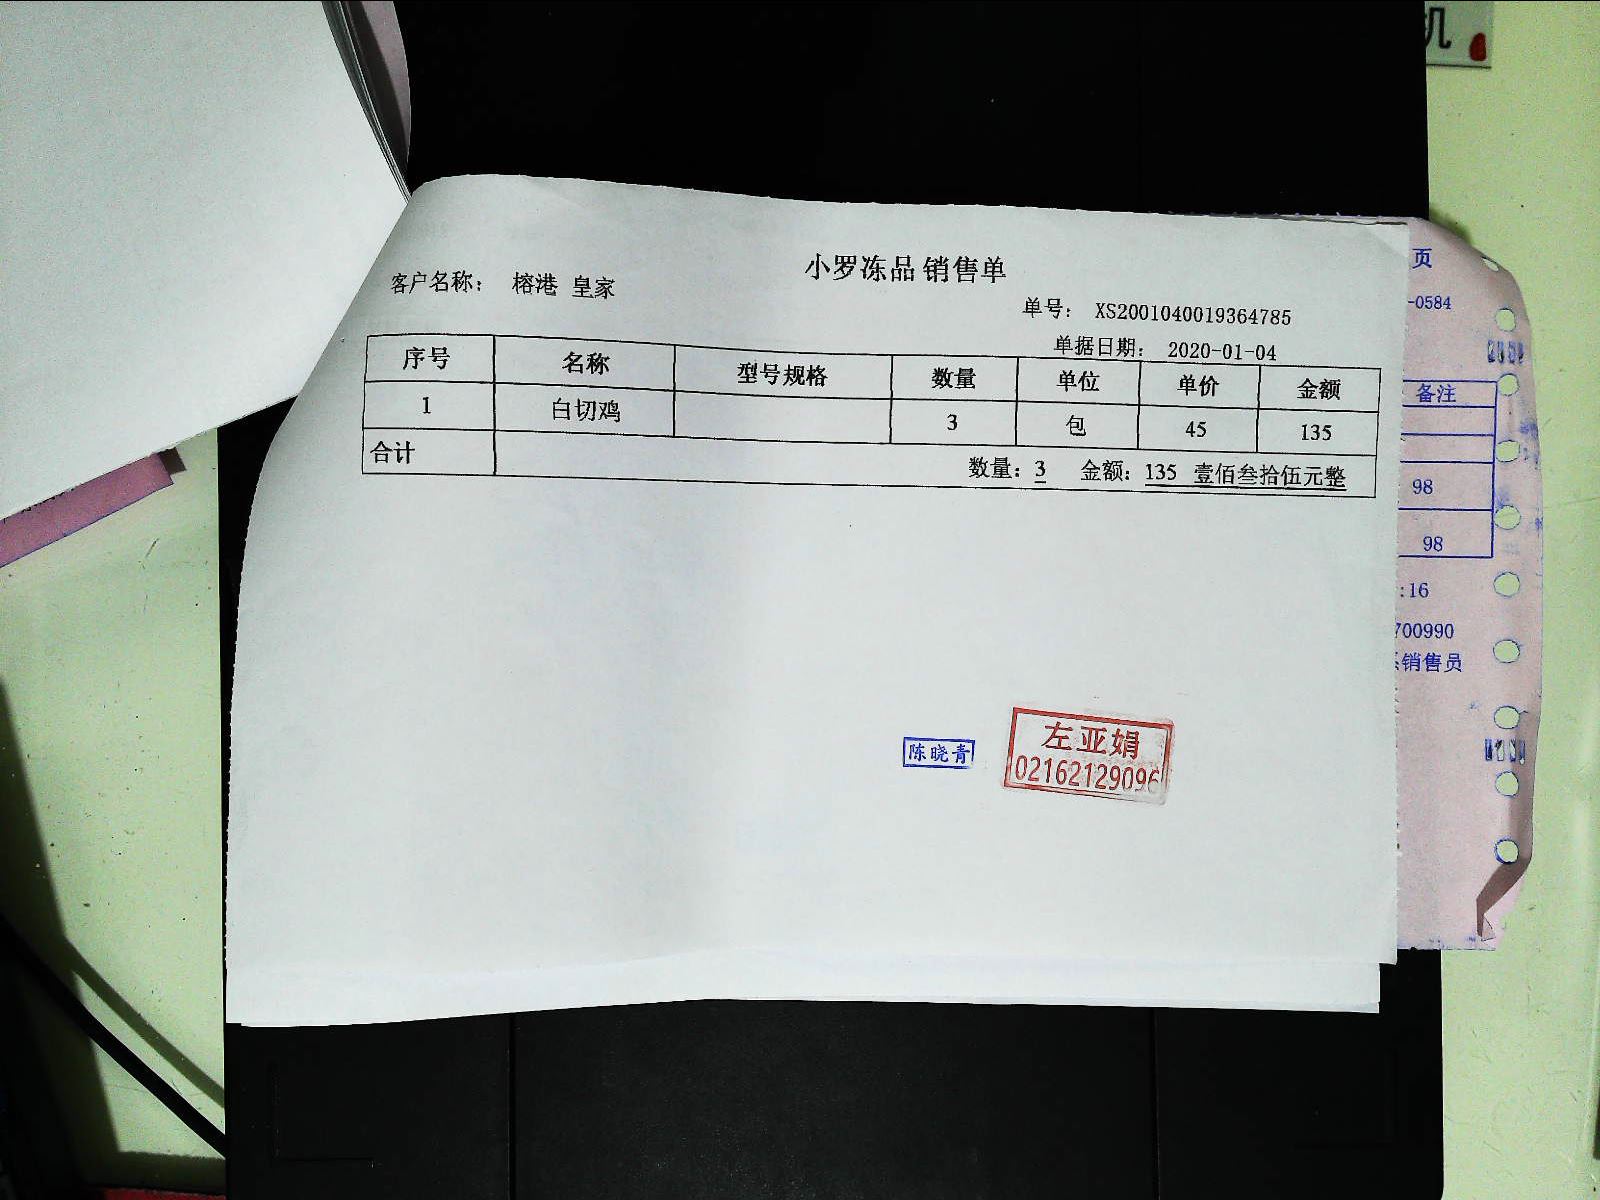 小罗冻品 销售单
客户名称： 榕港 皇家
单号： XS2001040019364785
单据日期： 2020-01-04
序号 名称 型号规格 数量 单位 单价 金额
1 白切鸡 3 包 45 135
合计 数量：3 金额：135 壹佰叁拾伍元整
陈晓青
左亚娟
02162129096
页
-0584
备注
98
98
:16
700990
销售员
机